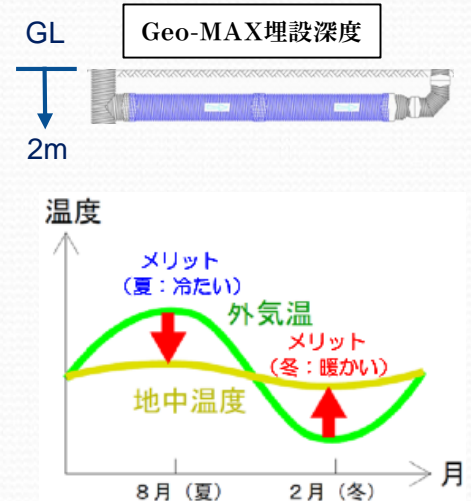 GL
Geo-MAX埋設深度
2m
温度
メリット
(夏：冷たい)
外気温
メリット
(冬：暖かい)
地中温度
月
8月（夏）
2月（冬）